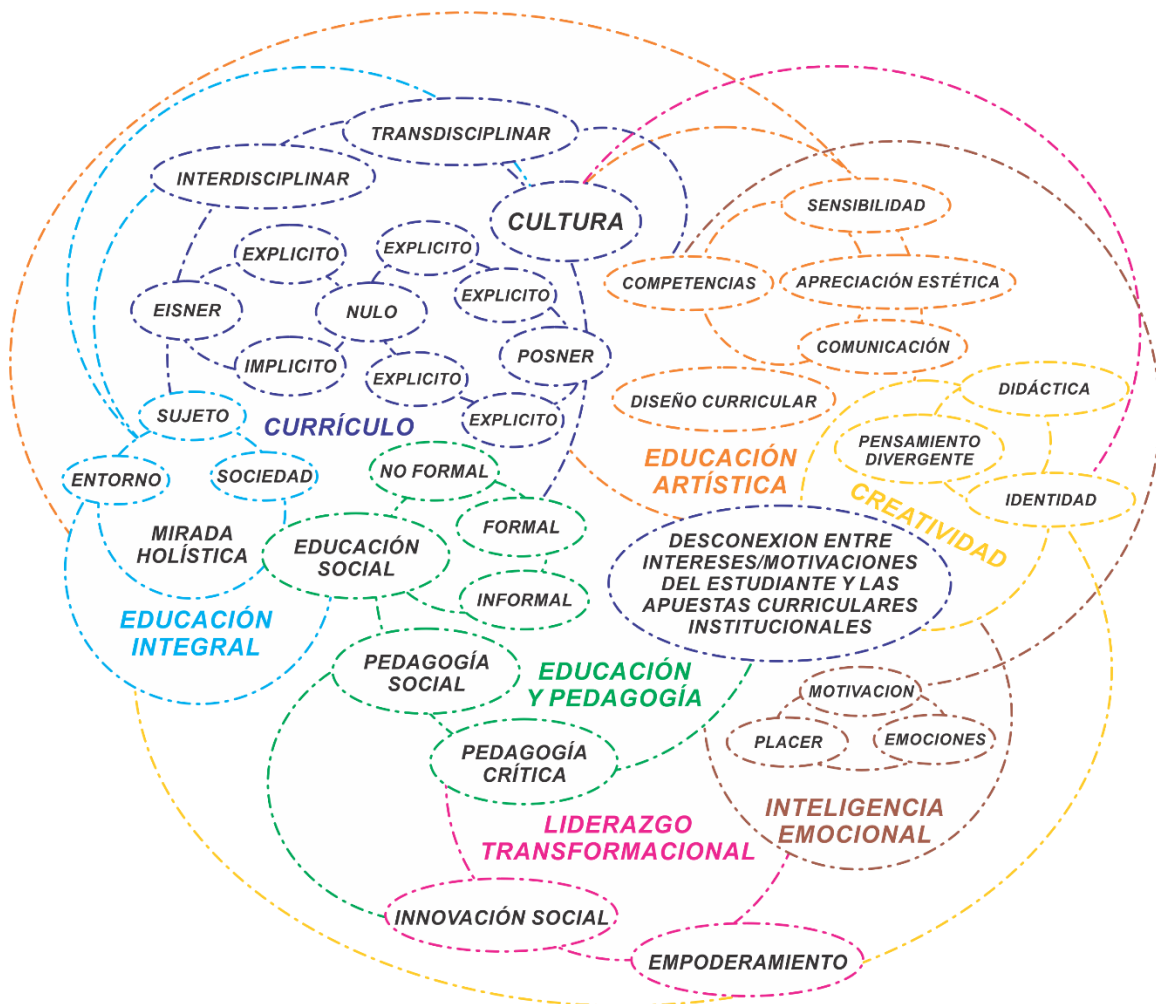 TRANSDISCIPLINAR
INTERDISCIPLINAR
CULTURA
SENSIBILIDAD
EXPLICITO
EXPLICITO
COMPETENCIAS
APRECIACIÓN ESTÉTICA
EISNER
NULO
EXPLICITO
IMPLICITO
POSNER
COMUNICACIÓN
EXPLICITO
DISEÑO CURRICULAR
DIDÁCTICA
SUJETO
CURRÍCULO
EXPLICITO
PENSAMIENTO
DIVERGENTE
ENTORNO
SOCIEDAD
NO FORMAL
EDUCACIÓN
ARTÍSTICA
CREATIVIDAD
IDENTIDAD
MIRADA
HOLÍSTICA
EDUCACIÓN
SOCIAL
FORMAL
INFORMAL
DESCONEXION ENTRE
INTERESES/MOTIVACIONES
DEL ESTUDIANTE Y LAS
APUESTAS CURRICULARES
INSTITUCIONALES
EDUCACIÓN
INTEGRAL
PEDAGOGÍA
SOCIAL
EDUCACIÓN
Y PEDAGOGÍA
MOTIVACION
PLACER
EMOCIONES
PEDAGOGÍA
CRÍTICA
LIDERAZGO
TRANSFORMACIONAL
INTELIGENCIA
EMOCIONAL
INNOVACIÓN SOCIAL
EMPODERAMIENTO